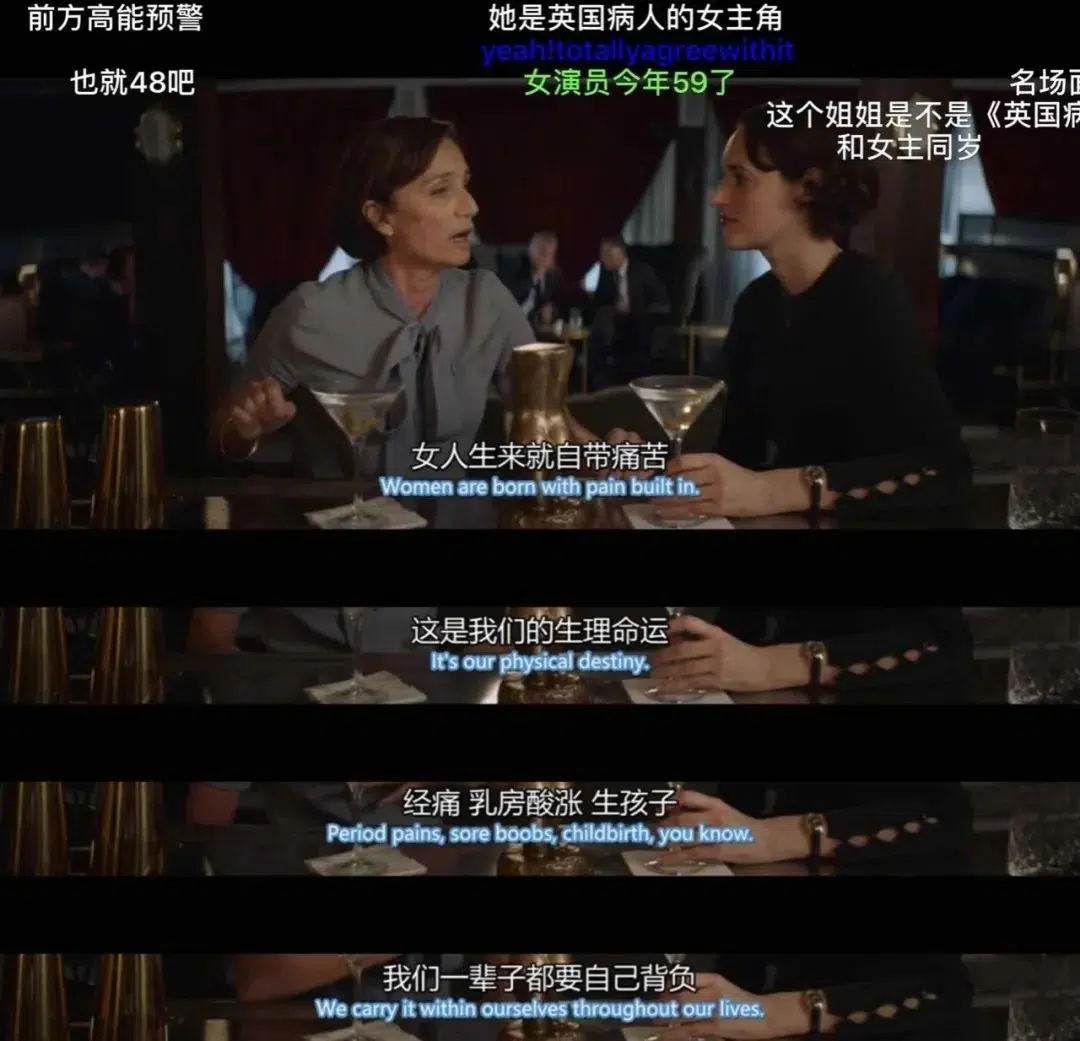 前方高能预警
她是英国病人的女主角
yeah!totallyagreewithit
也就48吧
女演员今年59了
名场面
这个姐姐是不是《英国病
和女主同岁
女人生来就自带痛苦
Women are born with pain built in.
这是我们的生理命运
It's our physical destiny.
经痛 乳房酸涨 生孩子
Period pains, sore boobs, childbirth, you know.
我们一辈子都要自己背负
We carry it within ourselves throughout our lives.